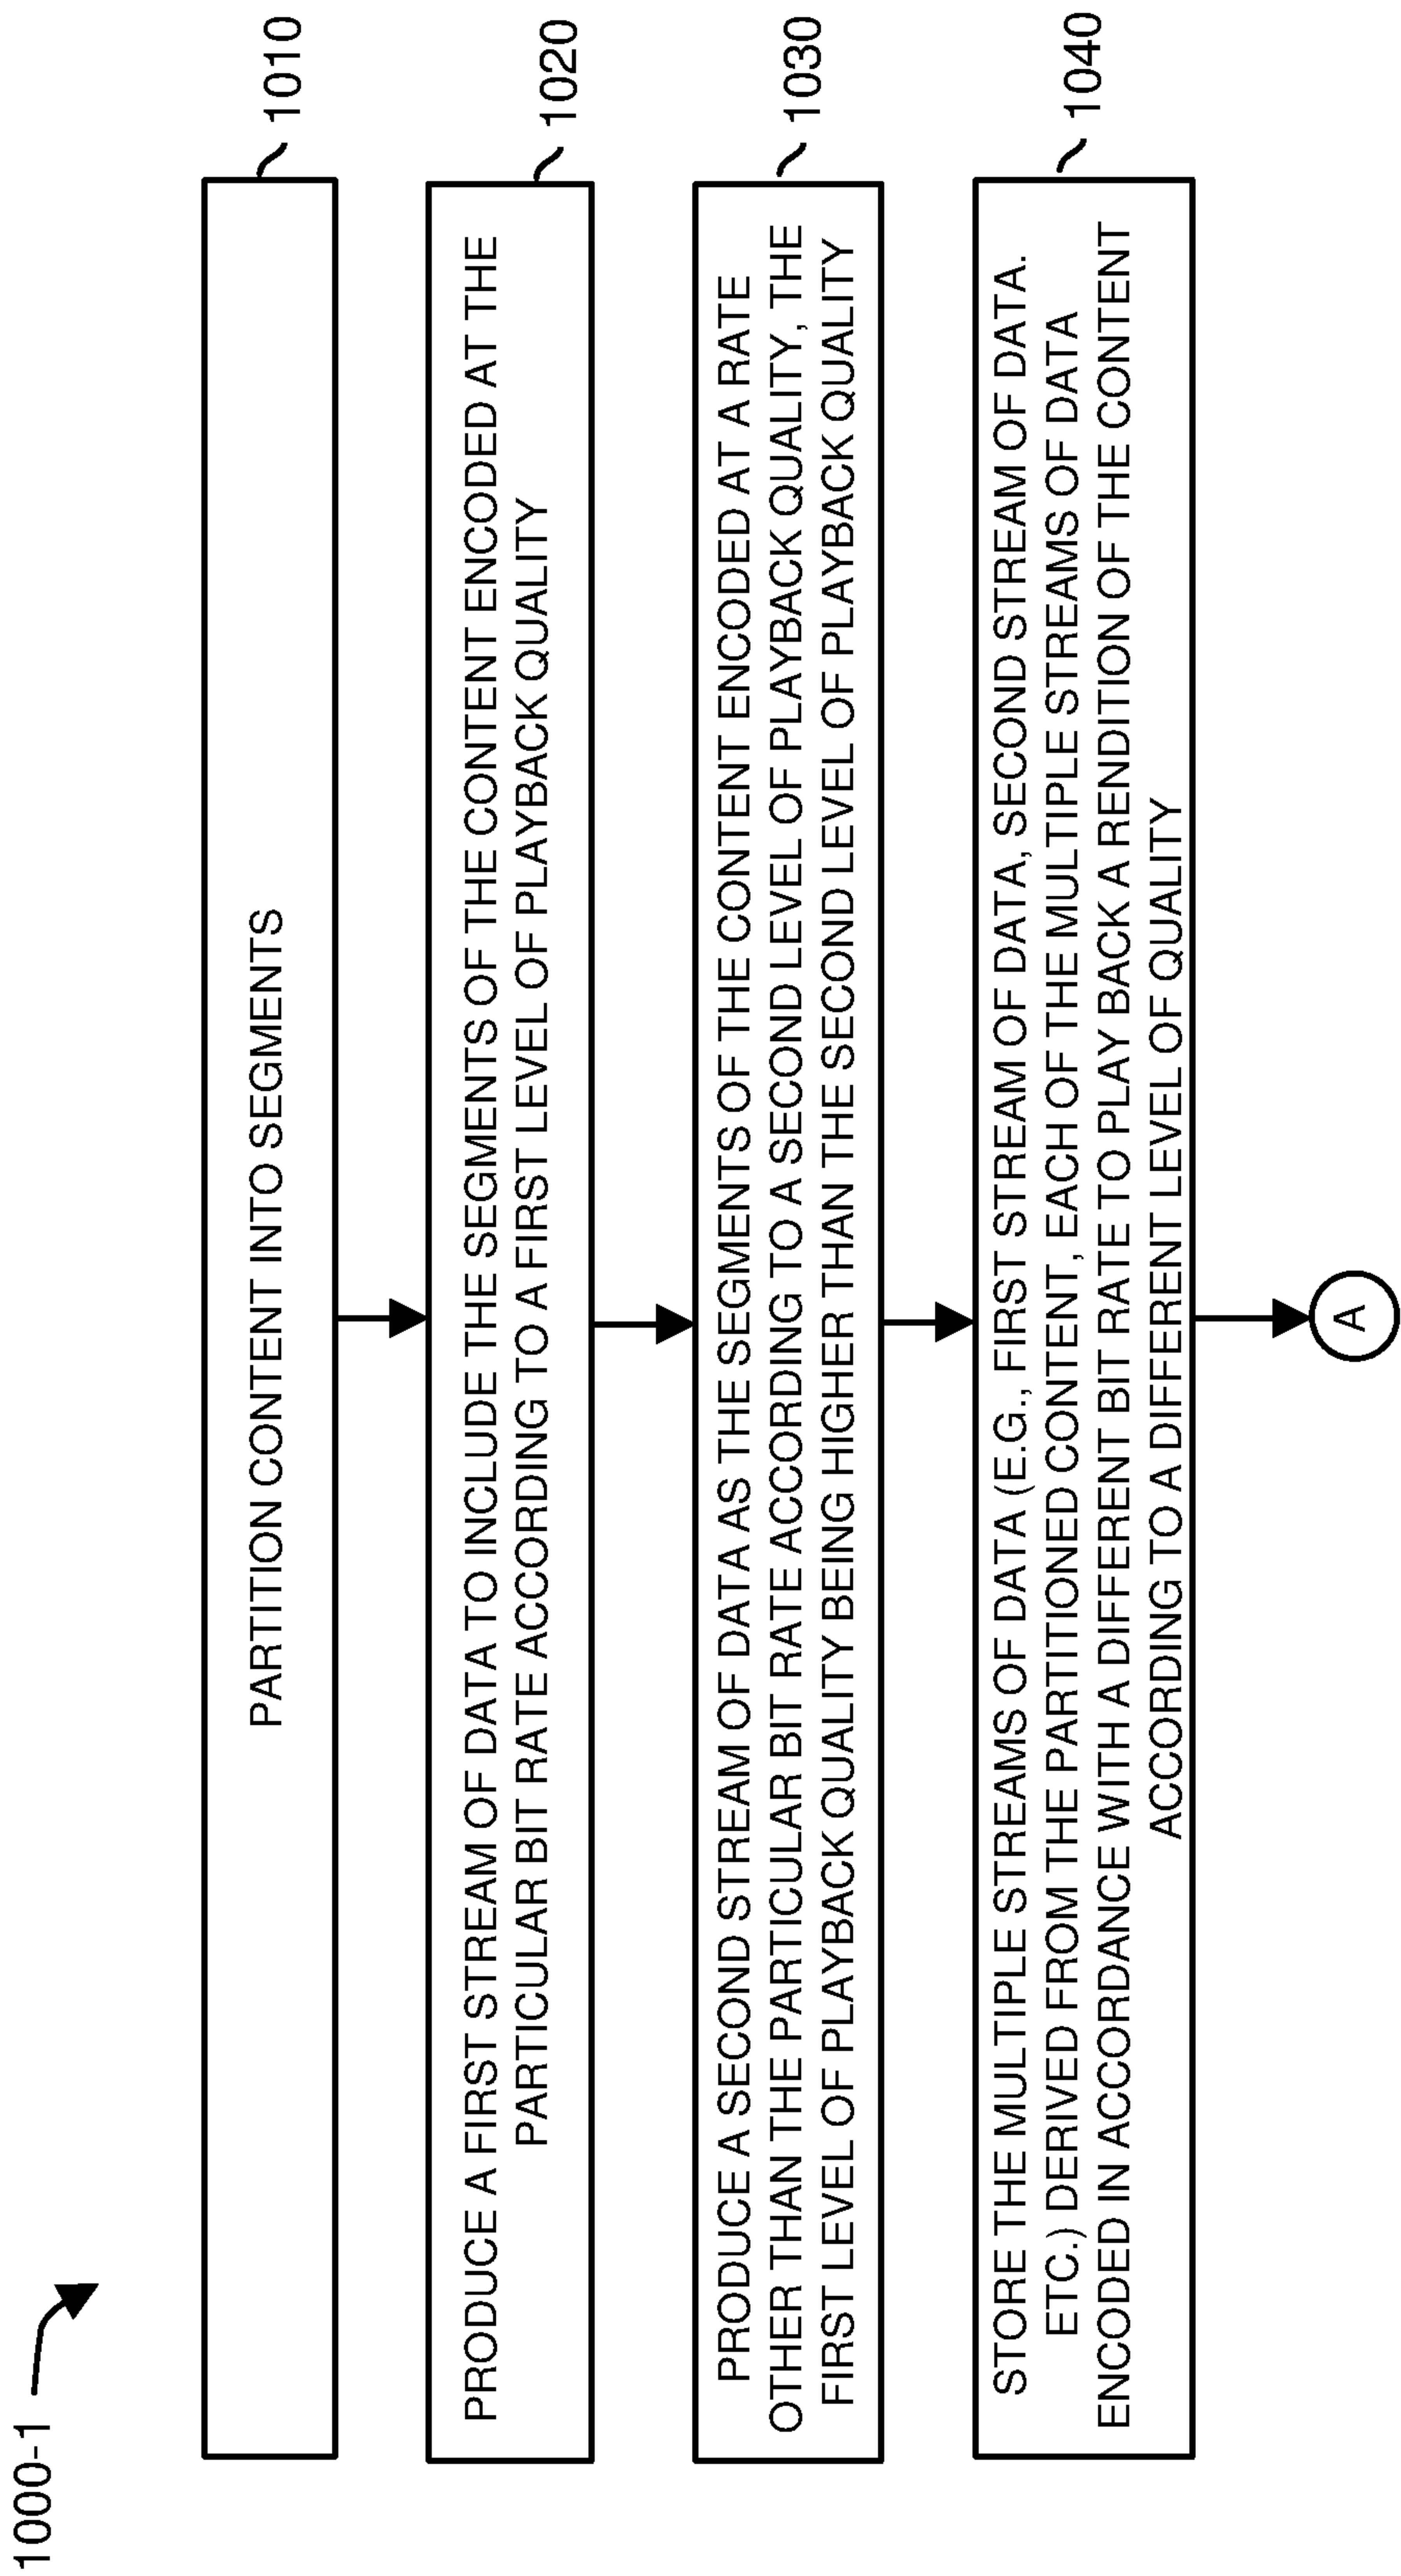 1000-1
PARTITION CONTENT INTO SEGMENTS
1010
PRODUCE A FIRST STREAM OF DATA TO INCLUDE THE SEGMENTS OF THE CONTENT ENCODED AT THE
PARTICULAR BIT RATE ACCORDING TO A FIRST LEVEL OF PLAYBACK QUALITY
1020
PRODUCE A SECOND STREAM OF DATA AS THE SEGMENTS OF THE CONTENT ENCODED AT A RATE
OTHER THAN THE PARTICULAR BIT RATE ACCORDING TO A SECOND LEVEL OF PLAYBACK QUALITY, THE
FIRST LEVEL OF PLAYBACK QUALITY BEING HIGHER THAN THE SECOND LEVEL OF PLAYBACK QUALITY
1030
STORE THE MULTIPLE STREAMS OF DATA (E.G., FIRST STREAM OF DATA, SECOND STREAM OF DATA.
ETC.) DERIVED FROM THE PARTITIONED CONTENT, EACH OF THE MULTIPLE STREAMS OF DATA
ENCODED IN ACCORDANCE WITH A DIFFERENT BIT RATE TO PLAY BACK A RENDITION OF THE CONTENT
ACCORDING TO A DIFFERENT LEVEL OF QUALITY
1040
A